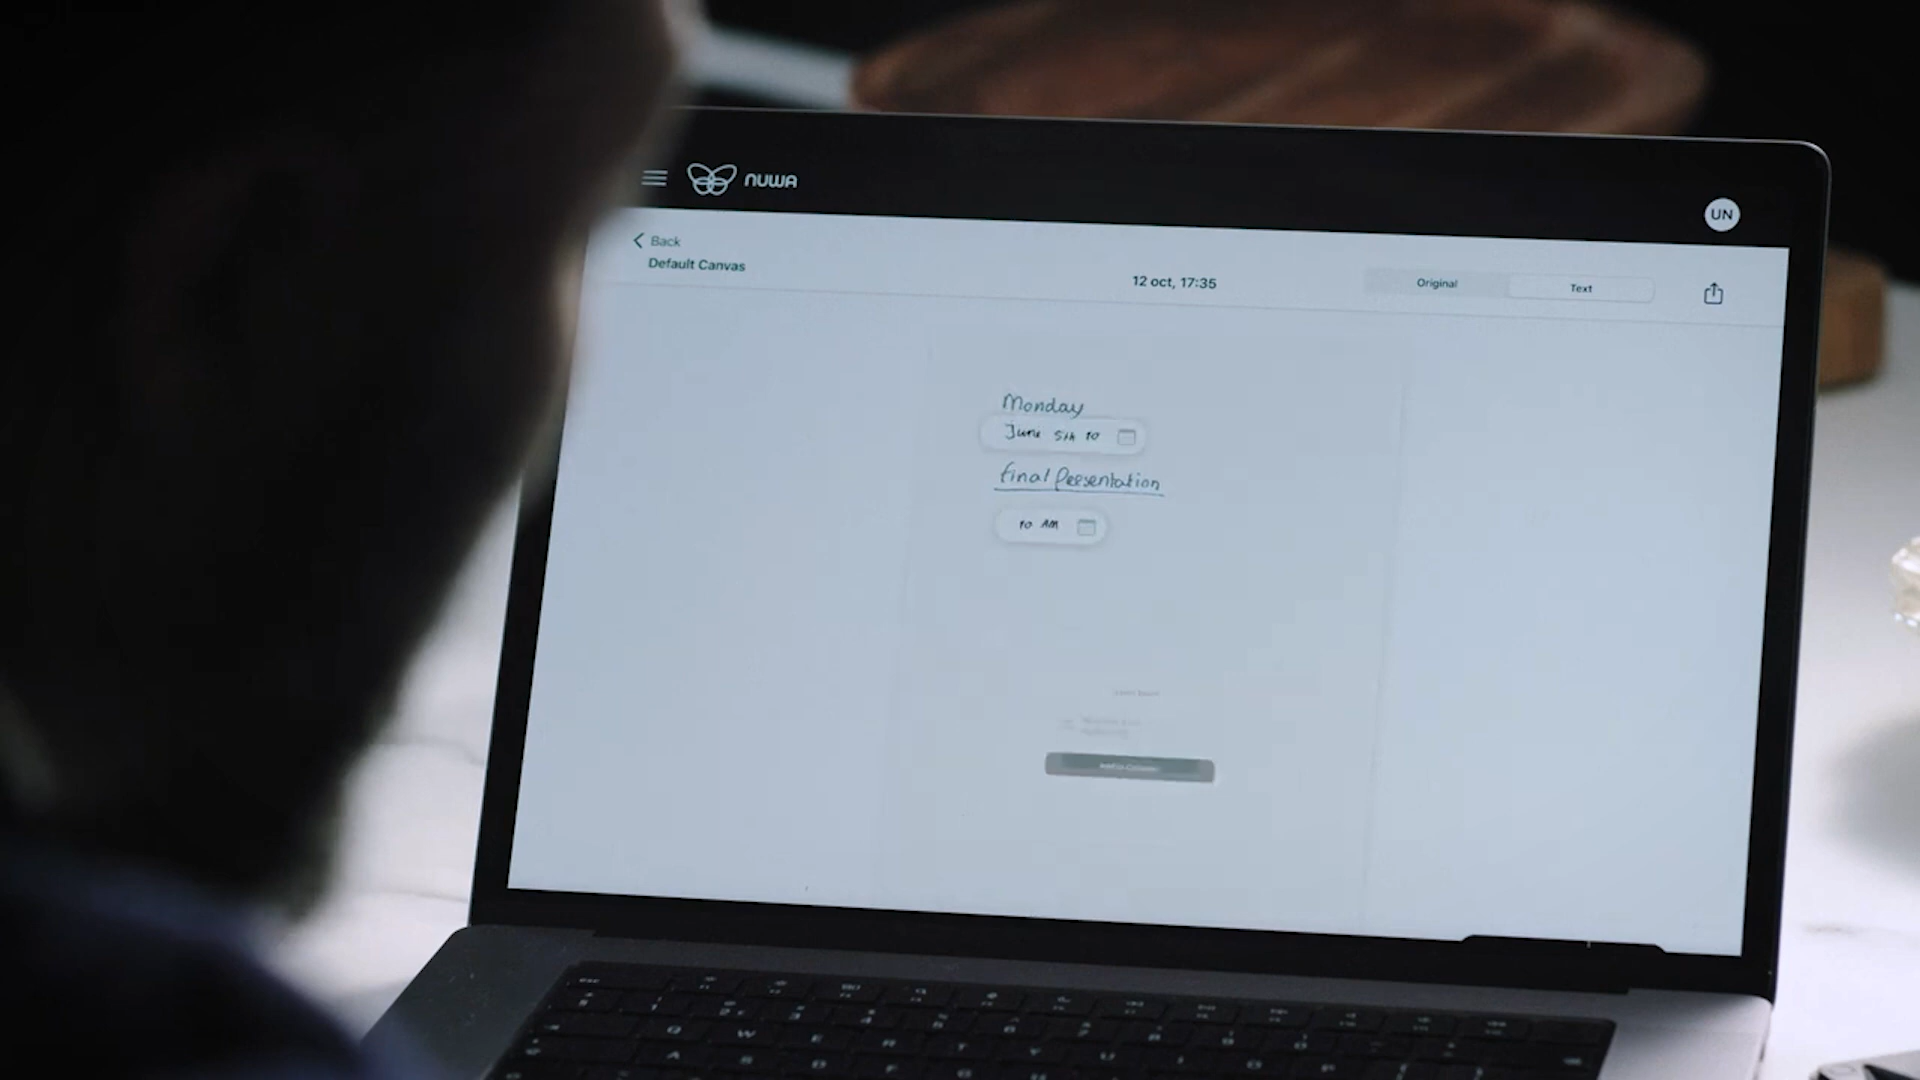 nuwa
UN
Back
Default Canvas
12 oct, 17:35
Original
Text
Monday
June 5th 10
final Presentation
10 AM
Q W E R T Y U I O P
A S D F G H